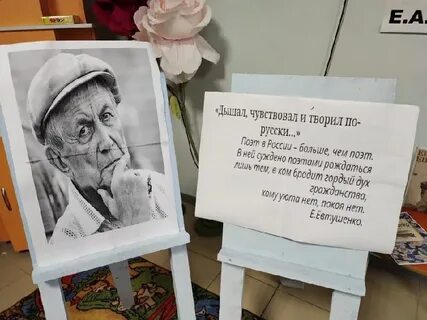 Е.А.
«Дышал, чувствовал и творил по-
русски...»
Поэт в России – больше, чем поэт.
В ней суждено поэтами рождаться
лишь тем, в ком бродит гордый дух
гражданства,
кому уюта нет, покоя нет.
Е.Евтушенко.